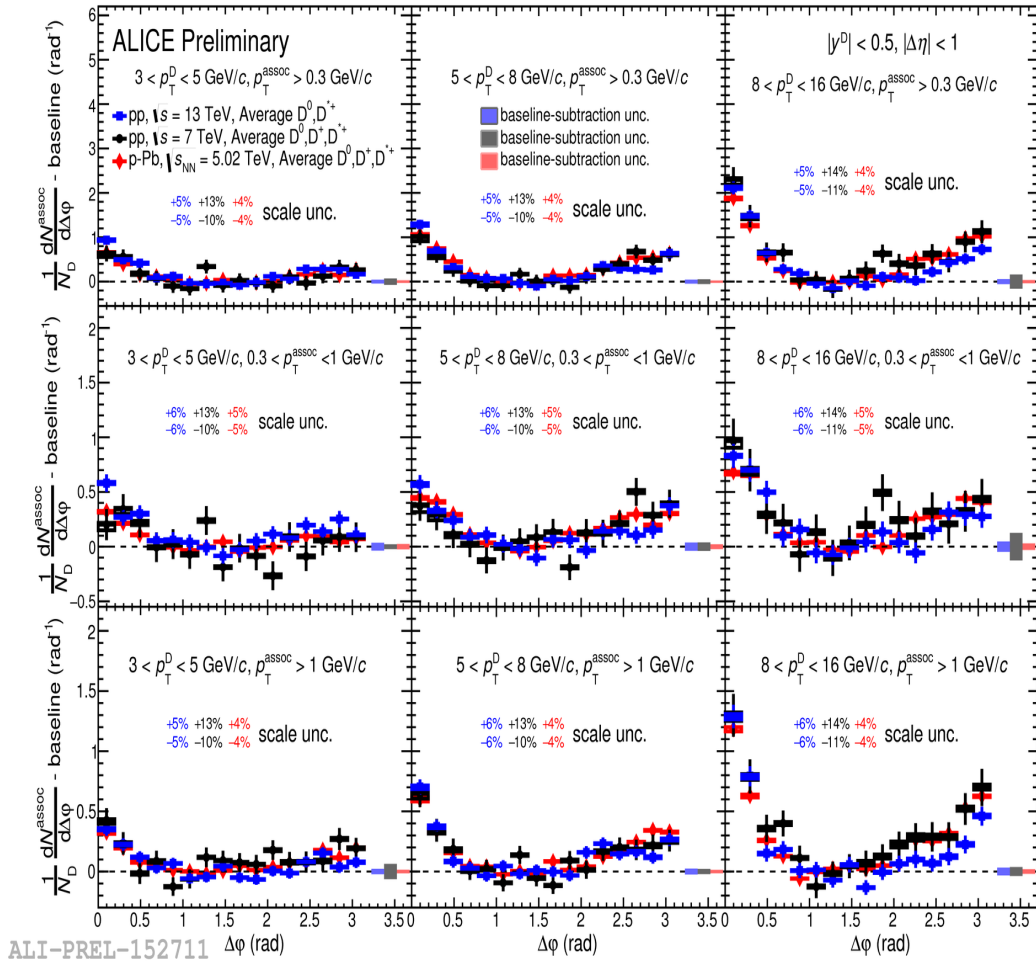 ALICE Preliminary
3 < p_T^D < 5 GeV/c, p_T^assoc > 0.3 GeV/c
pp, √s = 13 TeV, Average D⁰,D*⁺
pp, √s = 7 TeV, Average D⁰,D⁺,D*⁺
p-Pb, √s_NN = 5.02 TeV, Average D⁰,D⁺,D*⁺
+5% +13% +4%
−5% −10% −4%
scale unc.
5 < p_T^D < 8 GeV/c, p_T^assoc > 0.3 GeV/c
baseline-subtraction unc.
baseline-subtraction unc.
baseline-subtraction unc.
+5% +13% +4%
−5% −10% −4%
scale unc.
|y^D| < 0.5, |Δη| < 1
8 < p_T^D < 16 GeV/c, p_T^assoc > 0.3 GeV/c
+5% +14% +4%
−5% −11% −4%
scale unc.
1/N_D dN^assoc/dΔφ - baseline (rad⁻¹)
6
5
4
3
2
1
0
3 < p_T^D < 5 GeV/c, 0.3 < p_T^assoc <1 GeV/c
+6% +13% +5%
−6% −10% −5%
scale unc.
5 < p_T^D < 8 GeV/c, 0.3 < p_T^assoc <1 GeV/c
+6% +13% +5%
−6% −10% −5%
scale unc.
8 < p_T^D < 16 GeV/c, 0.3 < p_T^assoc <1 GeV/c
+6% +14% +5%
−6% −11% −5%
scale unc.
1/N_D dN^assoc/dΔφ - baseline (rad⁻¹)
2
1.5
1
0.5
0
−0.5
3 < p_T^D < 5 GeV/c, p_T^assoc > 1 GeV/c
+5% +13% +4%
−5% −10% −4%
scale unc.
5 < p_T^D < 8 GeV/c, p_T^assoc > 1 GeV/c
+6% +13% +4%
−6% −10% −4%
scale unc.
8 < p_T^D < 16 GeV/c, p_T^assoc > 1 GeV/c
+6% +14% +4%
−6% −11% −4%
scale unc.
1/N_D dN^assoc/dΔφ - baseline (rad⁻¹)
2
1.5
1
0.5
0
0 0.5 1 1.5 2 2.5 3 3.5
0.5 1 1.5 2 2.5 3 3.5
0 0.5 1 1.5 2 2.5 3 3.5
Δφ (rad)
Δφ (rad)
Δφ (rad)
ALI-PREL-152711